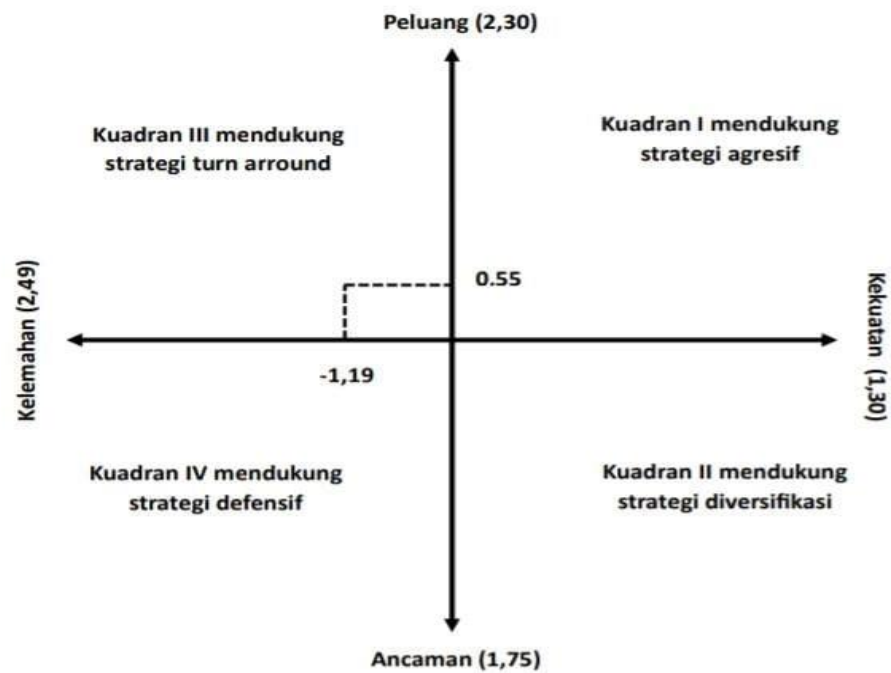 Peluang (2,30)
Kuadran III mendukung
strategi turn arround
Kuadran I mendukung
strategi agresif
Kelemahan (2,49)
0.55
-1,19
Kekuatan (1,30)
Kuadran IV mendukung
strategi defensif
Kuadran II mendukung
strategi diversifikasi
Ancaman (1,75)